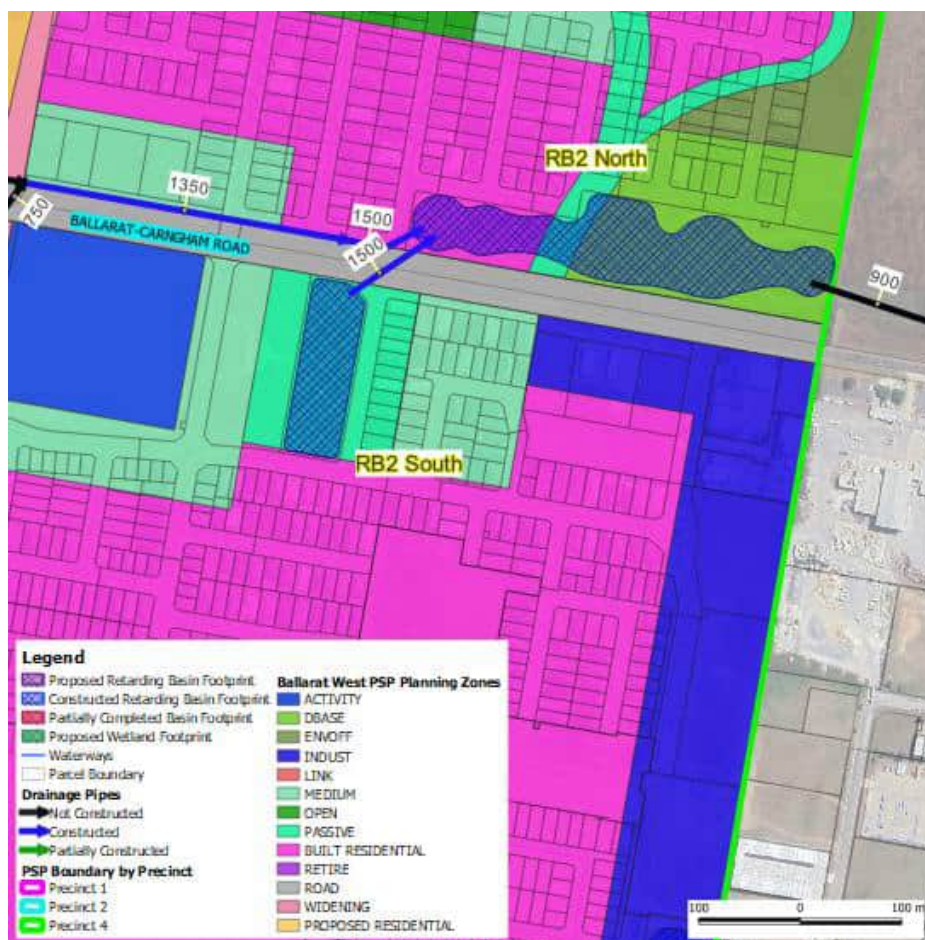 RB2 North
1350
1500
750
BALLARAT-CARNGHAM ROAD
1500
900
RB2 South
Legend
Proposed Retarding Basin Footprint
Constructed Retarding Basin Footprint
Partially Completed Basin Footprint
Proposed Wetland Footprint
Waterways
Parcel Boundary
Drainage Pipes
Not Constructed
Constructed
Partially Constructed
PSP Boundary by Precinct
Precinct 1
Precinct 2
Precinct 4
Ballarat West PSP Planning Zones
ACTIVITY
DBASE
ENVOFF
INDUST
LINK
MEDIUM
OPEN
PASSIVE
BUILT RESIDENTIAL
RETIRE
ROAD
WIDENING
PROPOSED RESIDENTIAL
100 0 100 m